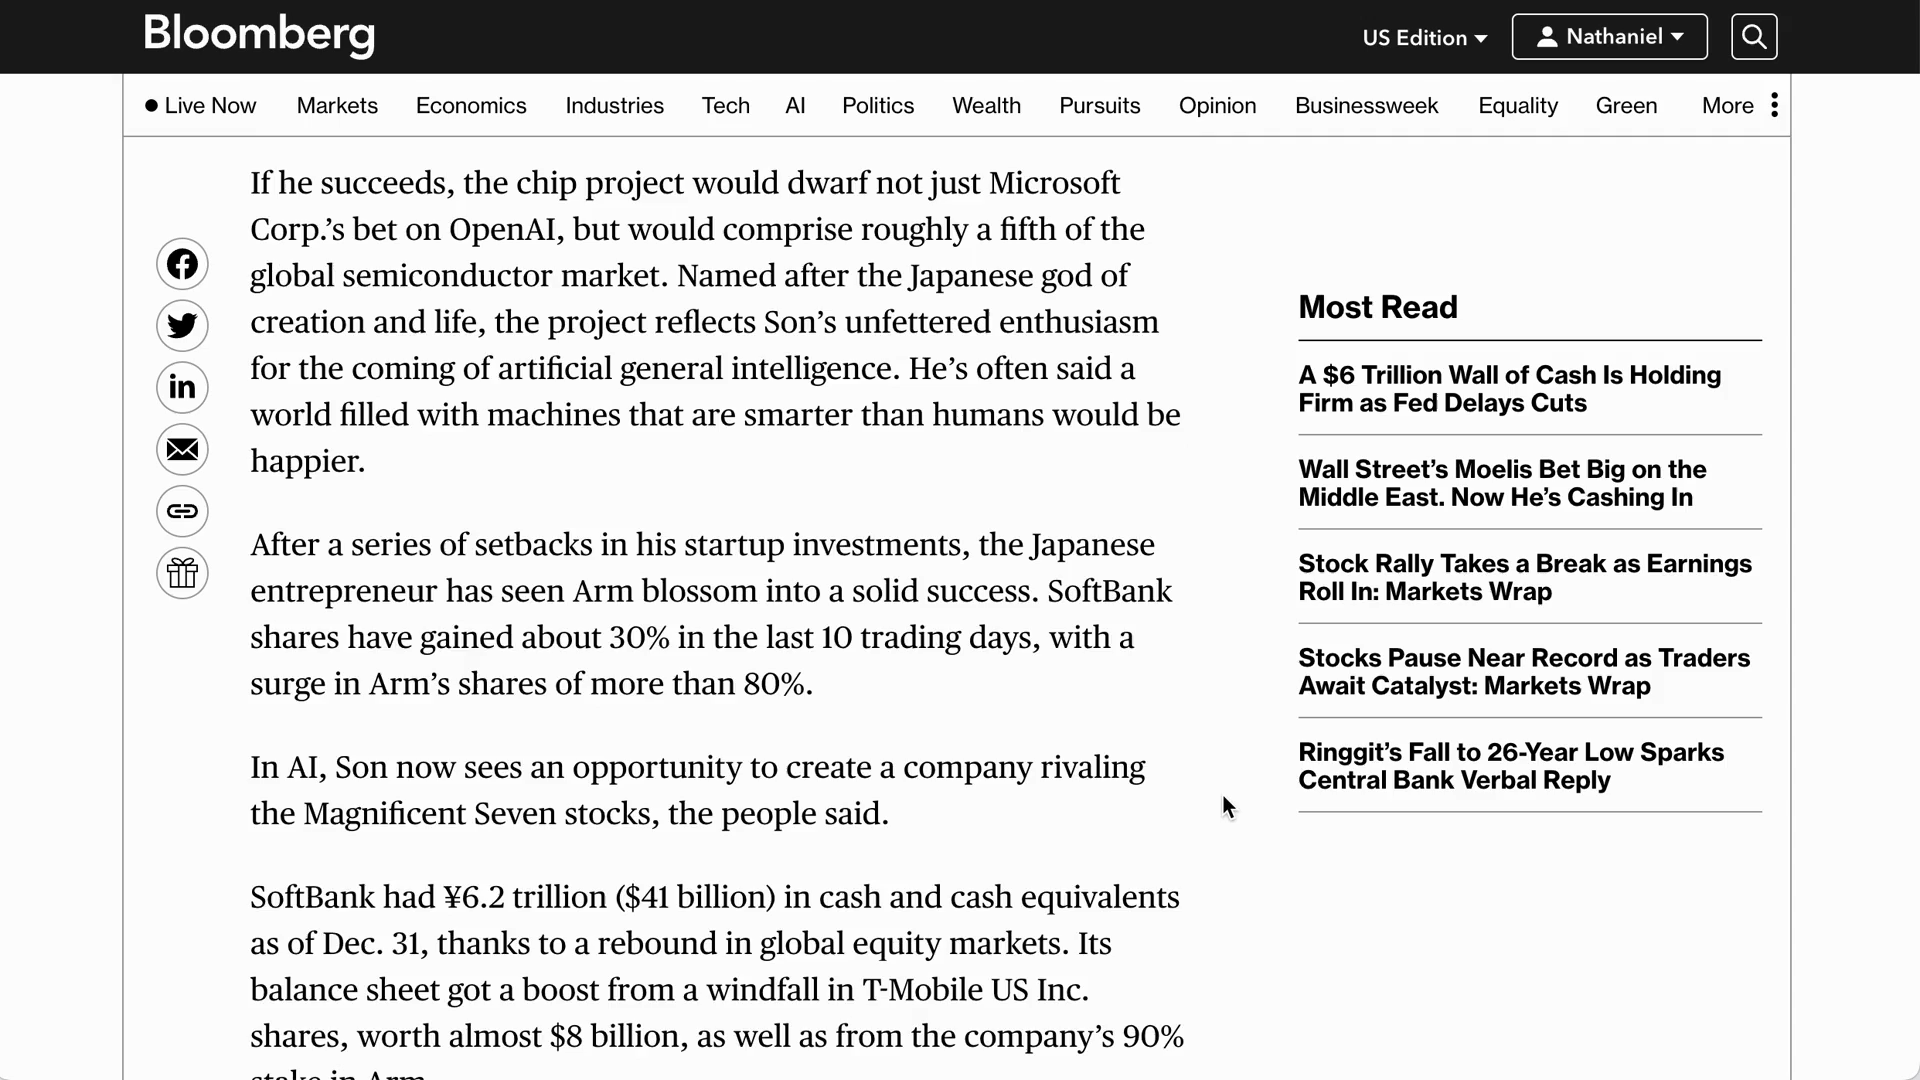 Bloomberg
US Edition
Nathaniel
Live Now Markets Economics Industries Tech AI Politics Wealth Pursuits Opinion Businessweek Equality Green More
If he succeeds, the chip project would dwarf not just Microsoft
Corp.’s bet on OpenAI, but would comprise roughly a fifth of the
global semiconductor market. Named after the Japanese god of
creation and life, the project reflects Son’s unfettered enthusiasm
for the coming of artificial general intelligence. He’s often said a
world filled with machines that are smarter than humans would be
happier.
After a series of setbacks in his startup investments, the Japanese
entrepreneur has seen Arm blossom into a solid success. SoftBank
shares have gained about 30% in the last 10 trading days, with a
surge in Arm’s shares of more than 80%.
In AI, Son now sees an opportunity to create a company rivaling
the Magnificent Seven stocks, the people said.
SoftBank had ¥6.2 trillion ($41 billion) in cash and cash equivalents
as of Dec. 31, thanks to a rebound in global equity markets. Its
balance sheet got a boost from a windfall in T-Mobile US Inc.
shares, worth almost $8 billion, as well as from the company’s 90%
stake in Arm.
Most Read
A $6 Trillion Wall of Cash Is Holding
Firm as Fed Delays Cuts
Wall Street’s Moelis Bet Big on the
Middle East. Now He’s Cashing In
Stock Rally Takes a Break as Earnings
Roll In: Markets Wrap
Stocks Pause Near Record as Traders
Await Catalyst: Markets Wrap
Ringgit’s Fall to 26-Year Low Sparks
Central Bank Verbal Reply